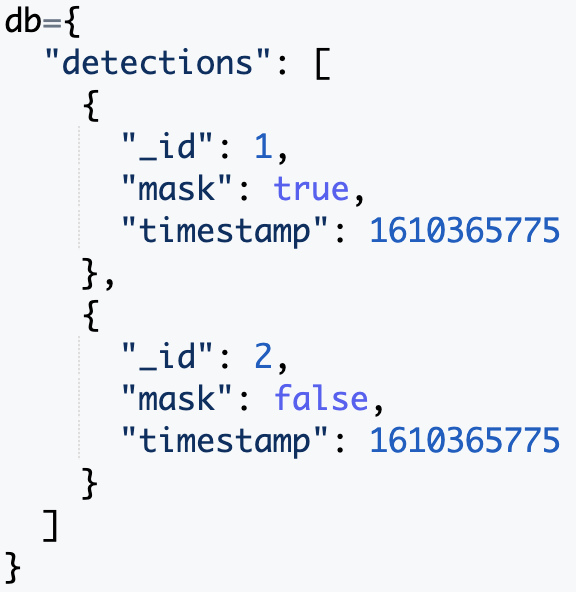 db={
  "detections": [
    {
      "_id": 1,
      "mask": true,
      "timestamp": 1610365775
    },
    {
      "_id": 2,
      "mask": false,
      "timestamp": 1610365775
    }
  ]
}